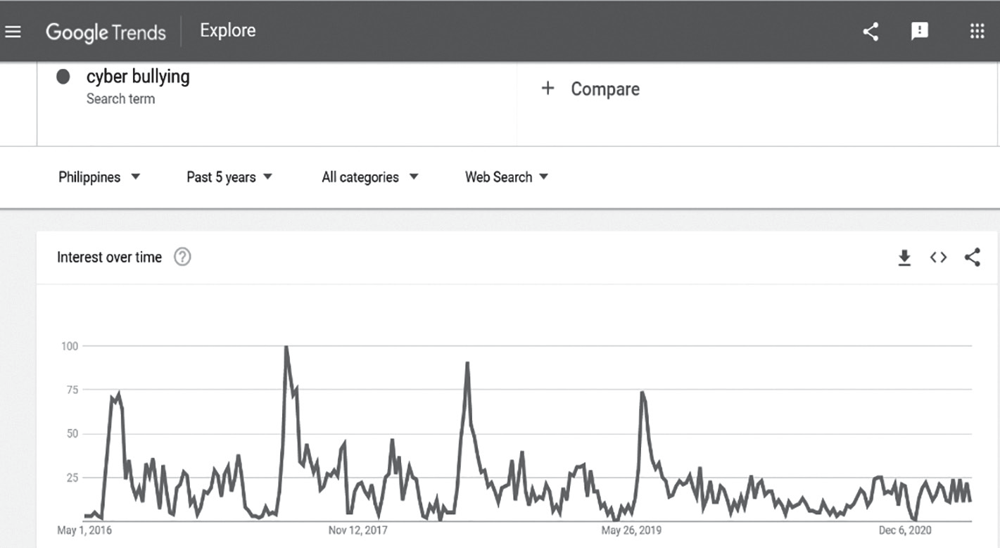 Google Trends Explore
cyber bullying
Search term
+ Compare
Philippines Past 5 years All categories Web Search
Interest over time ?
100
75
50
25
May 1, 2016 Nov 12, 2017 May 26, 2019 Dec 6, 2020